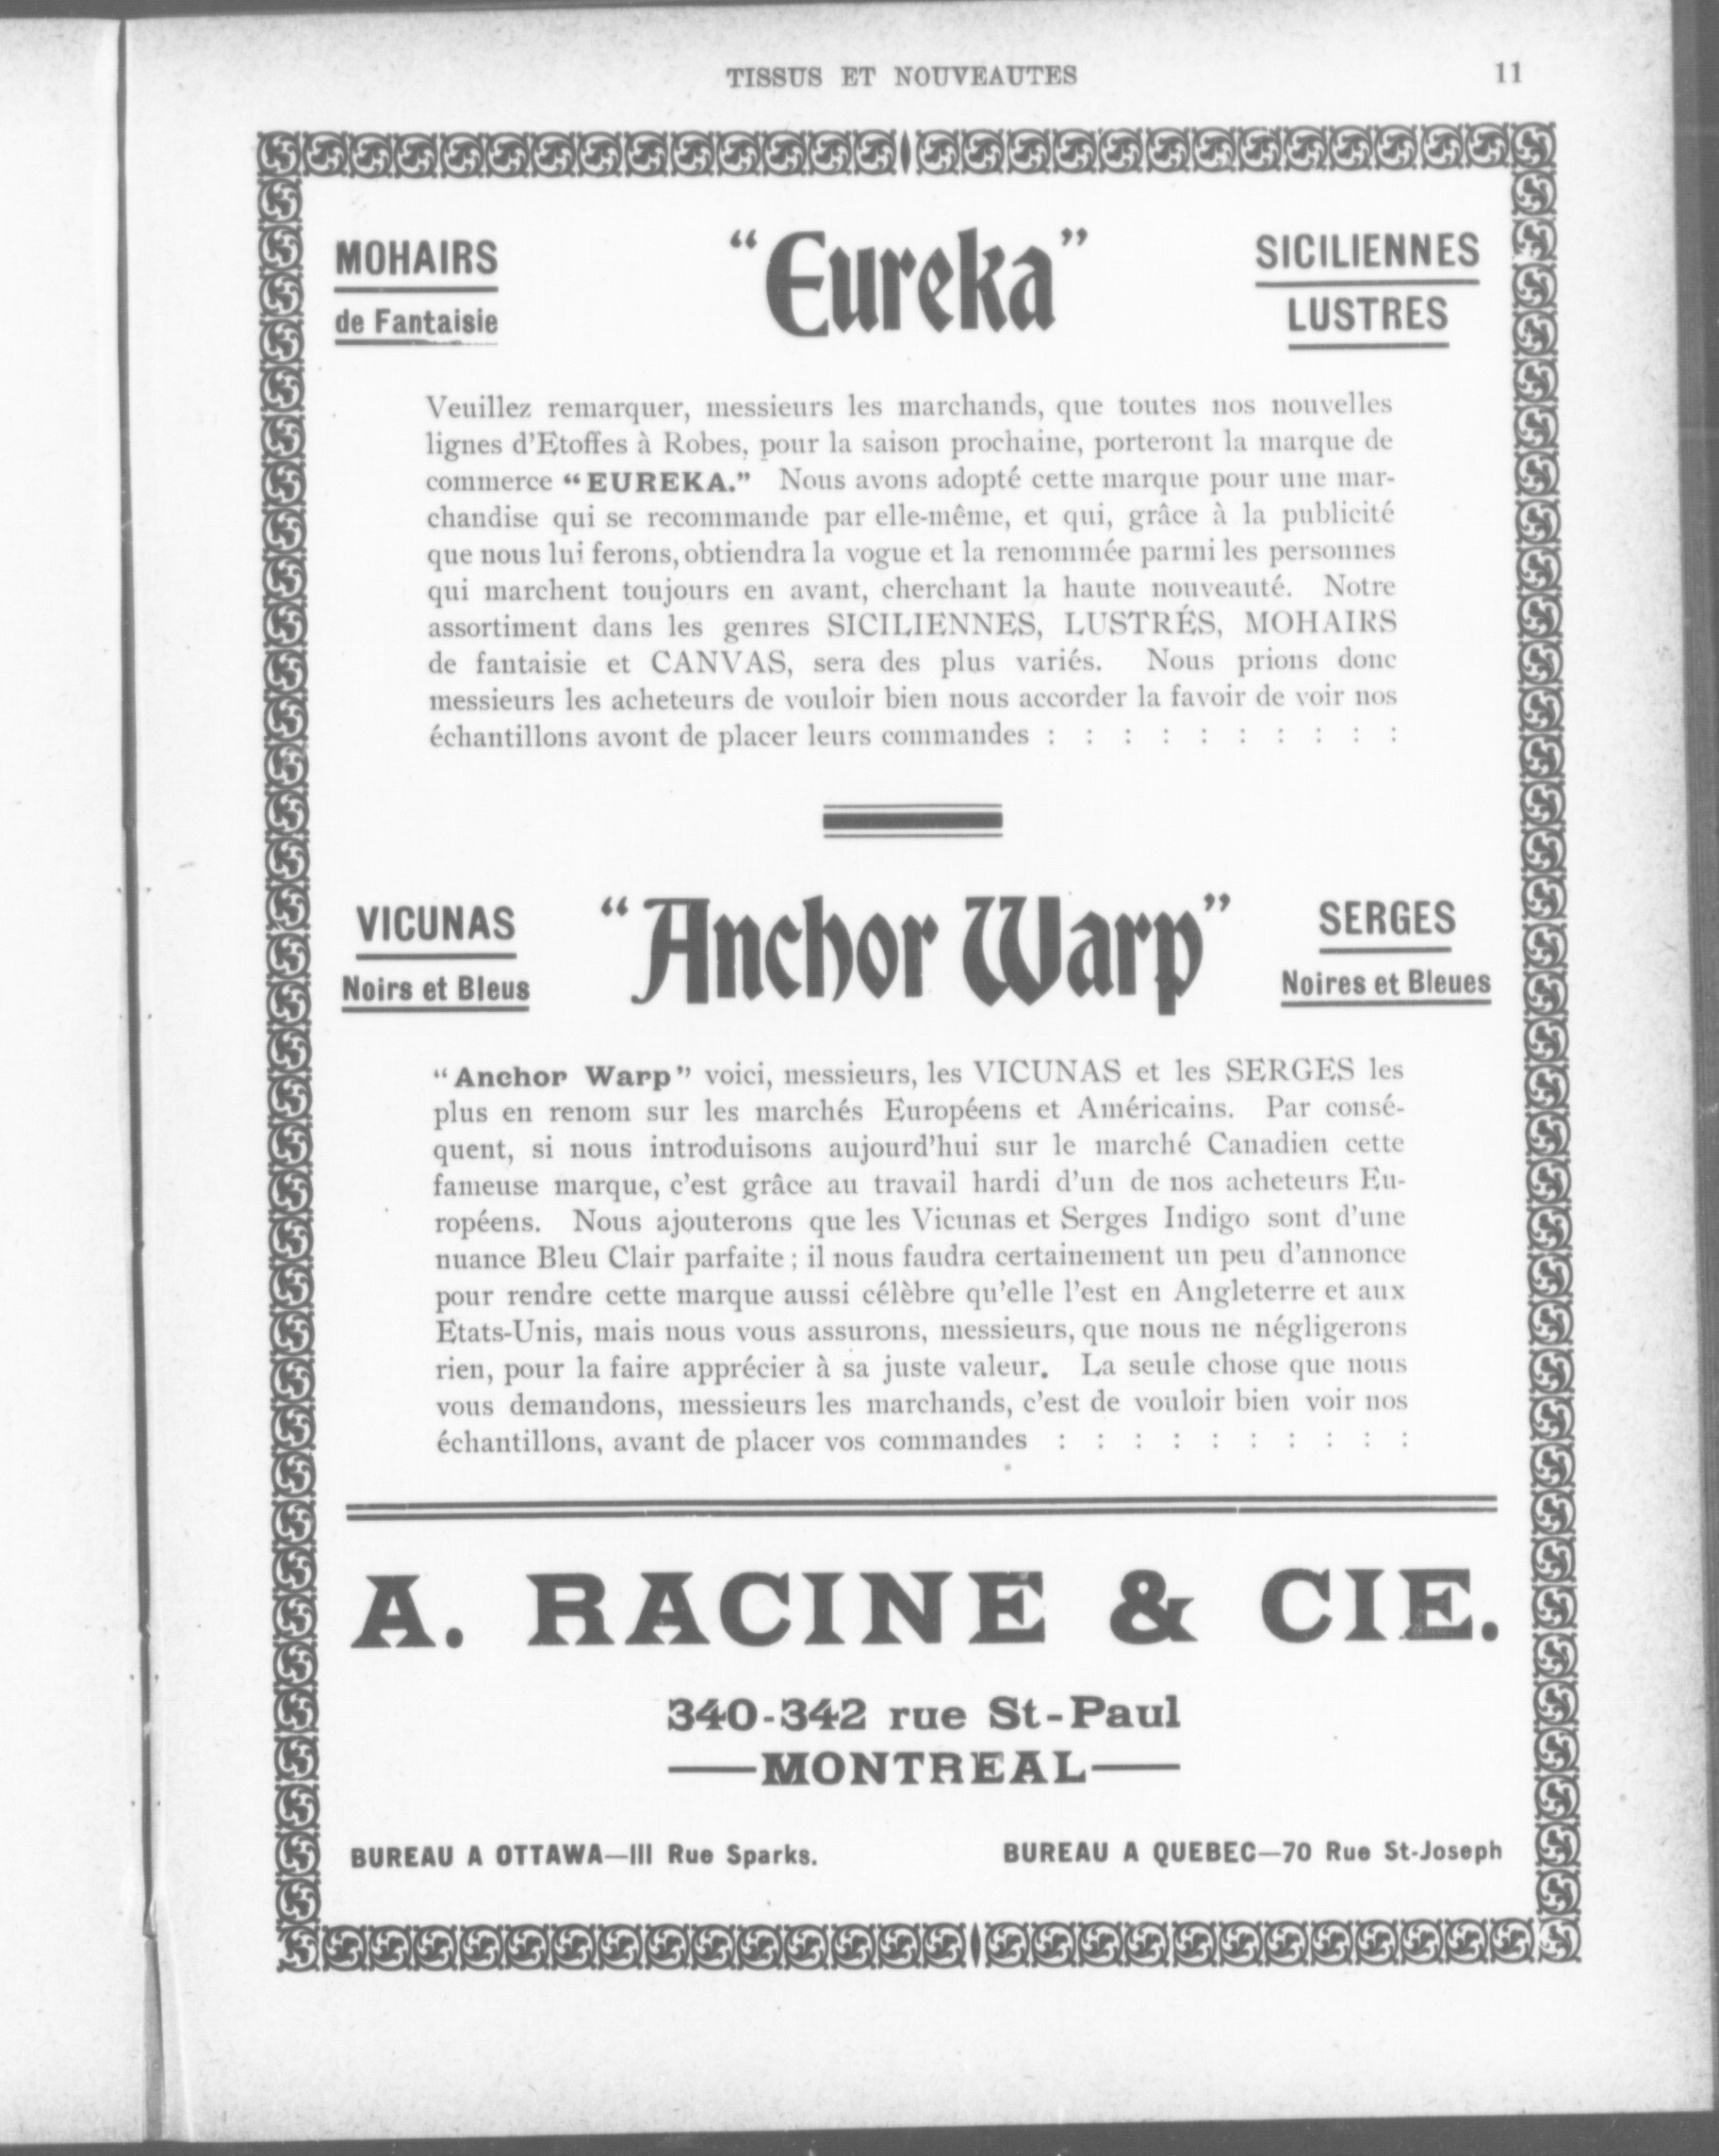 TISSUS ET NOUVEAUTES 11
MOHAIRS
de Fantaisie
“Eureka”
SICILIENNES
LUSTRES
Veuillez remarquer, messieurs les marchands, que toutes nos nouvelles
lignes d’Etoffes à Robes, pour la saison prochaine, porteront la marque de
commerce “EUREKA.” Nous avons adopté cette marque pour une mar-
chandise qui se recommande par elle-même, et qui, grâce à la publicité
que nous lui ferons, obtiendra la vogue et la renommée parmi les personnes
qui marchent toujours en avant, cherchant la haute nouveauté. Notre
assortiment dans les genres SICILIENNES, LUSTRÉS, MOHAIRS
de fantaisie et CANVAS, sera des plus variés. Nous prions donc
messieurs les acheteurs de vouloir bien nous accorder la favoir de voir nos
échantillons avont de placer leurs commandes : : : : : : : : : :
VICUNAS
Noirs et Bleus
“Anchor Warp”
SERGES
Noires et Bleues
“Anchor Warp” voici, messieurs, les VICUNAS et les SERGES les
plus en renom sur les marchés Européens et Américains. Par consé-
quent, si nous introduisons aujourd’hui sur le marché Canadien cette
fameuse marque, c’est grâce au travail hardi d’un de nos acheteurs Eu-
ropéens. Nous ajouterons que les Vicunas et Serges Indigo sont d’une
nuance Bleu Clair parfaite ; il nous faudra certainement un peu d’annonce
pour rendre cette marque aussi célèbre qu’elle l’est en Angleterre et aux
Etats-Unis, mais nous vous assurons, messieurs, que nous ne négligerons
rien, pour la faire apprécier à sa juste valeur. La seule chose que nous
vous demandons, messieurs les marchands, c’est de vouloir bien voir nos
échantillons, avant de placer vos commandes : : : : : : : : : :
A. RACINE & CIE.
340-342 rue St-Paul
—MONTREAL—
BUREAU A OTTAWA—111 Rue Sparks.
BUREAU A QUEBEC—70 Rue St-Joseph